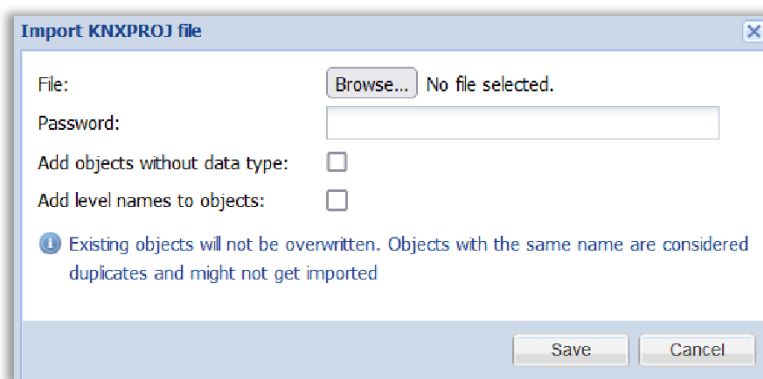 Import KNXPROJ file
File: Browse... No file selected.
Password:
Add objects without data type:
Add level names to objects:
Existing objects will not be overwritten. Objects with the same name are considered
duplicates and might not get imported
Save Cancel